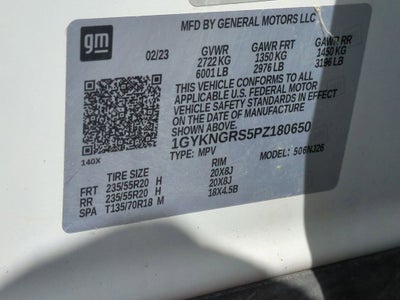 MFD BY GENERAL MOTORS LLC
gm
02/23 GVWR GAWR FRT GAWR RR
2722 KG 1350 KG 1450 KG
6001 LB 2976 LB 3196 LB
THIS VEHICLE CONFORMS TO ALL
APPLICABLE U.S. FEDERAL MOTOR
VEHICLE SAFETY STANDARDS IN EFFECT
ON THE DATE OF MANUFACTURE
SHOWN ABOVE.
1GYKNGRS5PZ180650
140X TYPE: MPV MODEL: 506NJ26
TIRE SIZE RIM
FRT 235/55R20 H 20X8J
RR 235/55R20 H 20X8J
SPA T135/70R18 M 18X4.5B